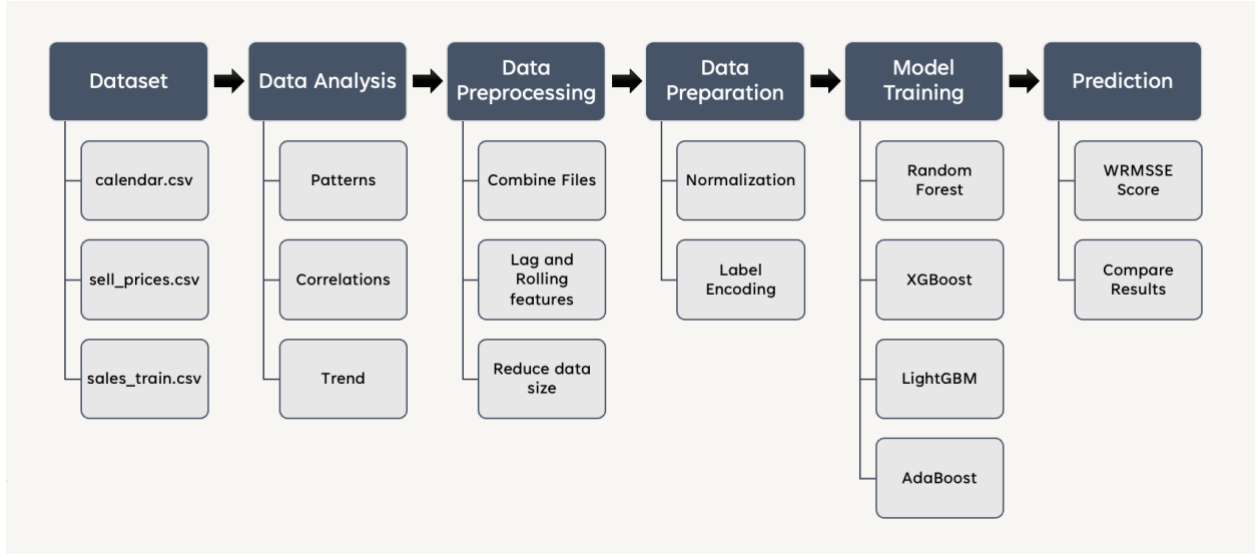 Dataset
Data Analysis
Data
Preprocessing
Data
Preparation
Model
Training
Prediction
calendar.csv
sell_prices.csv
sales_train.csv
Patterns
Correlations
Trend
Combine Files
Lag and
Rolling
features
Reduce data
size
Normalization
Label
Encoding
Random
Forest
XGBoost
LightGBM
AdaBoost
WRMSSE
Score
Compare
Results